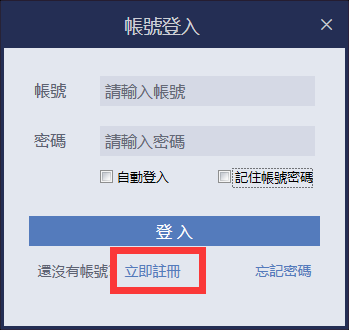 帳號登入
帳號 請輸入帳號
密碼 請輸入密碼
自動登入 記住帳號密碼
登入
還沒有帳號? 立即註冊 忘記密碼